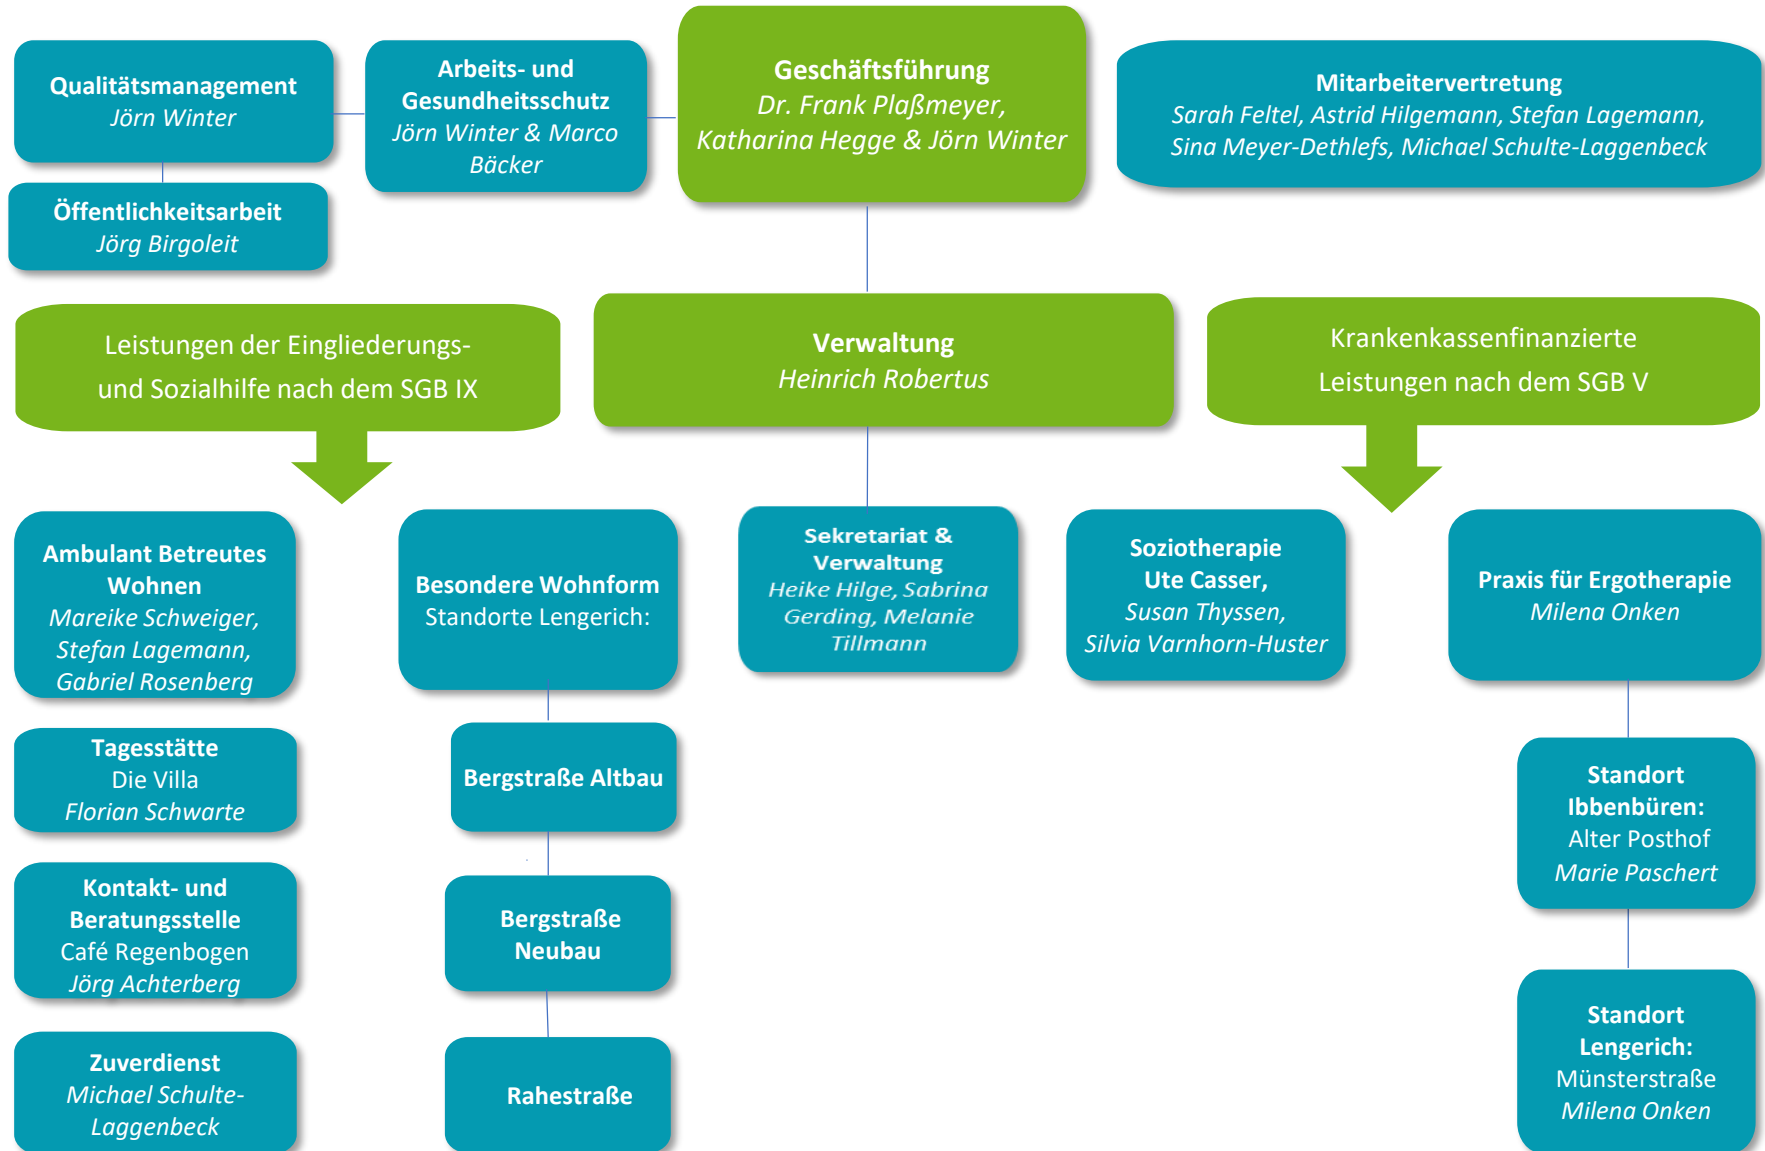 Qualitätsmanagement
Jörn Winter
Arbeits- und
Gesundheitsschutz
Jörn Winter & Marco
Bäcker
Geschäftsführung
Dr. Frank Plaßmeyer,
Katharina Hegge & Jörn Winter
Mitarbeitervertretung
Sarah Feltel, Astrid Hilgemann, Stefan Lagemann,
Sina Meyer-Dethlefs, Michael Schulte-Laggenbeck
Öffentlichkeitsarbeit
Jörg Birgoleit
Leistungen der Eingliederungs-
und Sozialhilfe nach dem SGB IX
Verwaltung
Heinrich Robertus
Krankenkassenfinanzierte
Leistungen nach dem SGB V
Ambulant Betreutes
Wohnen
Mareike Schweiger,
Stefan Lagemann,
Gabriel Rosenberg
Besondere Wohnform
Standorte Lengerich:
Sekretariat &
Verwaltung
Heike Hilge, Sabrina
Gerding, Melanie
Tillmann
Soziotherapie
Ute Casser,
Susan Thyssen,
Silvia Varnhorn-Huster
Praxis für Ergotherapie
Milena Onken
Tagesstätte
Die Villa
Florian Schwarte
Bergstraße Altbau
Standort
Ibbenbüren:
Alter Posthof
Marie Paschert
Kontakt- und
Beratungsstelle
Café Regenbogen
Jörg Achterberg
Bergstraße
Neubau
Standort
Lengerich:
Münsterstraße
Milena Onken
Zuverdienst
Michael Schulte-
Laggenbeck
Rahestraße